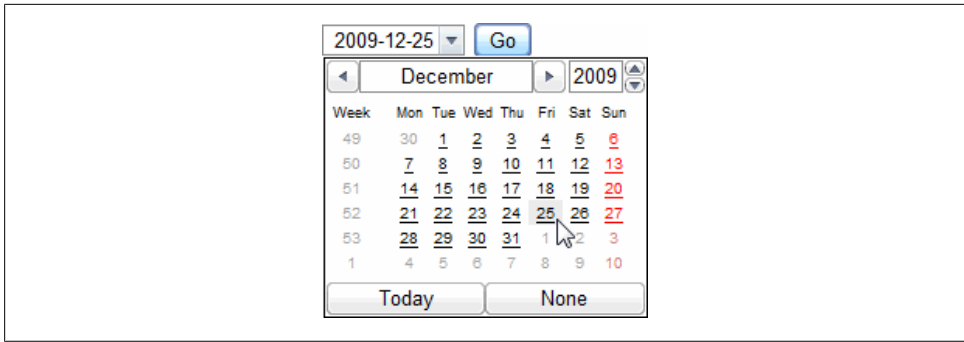 2009-12-25 Go
December 2009
Week Mon Tue Wed Thu Fri Sat Sun
49 30 1 2 3 4 5 6
50 7 8 9 10 11 12 13
51 14 15 16 17 18 19 20
52 21 22 23 24 25 26 27
53 28 29 30 31 1 2 3
1 4 5 6 7 8 9 10
Today None